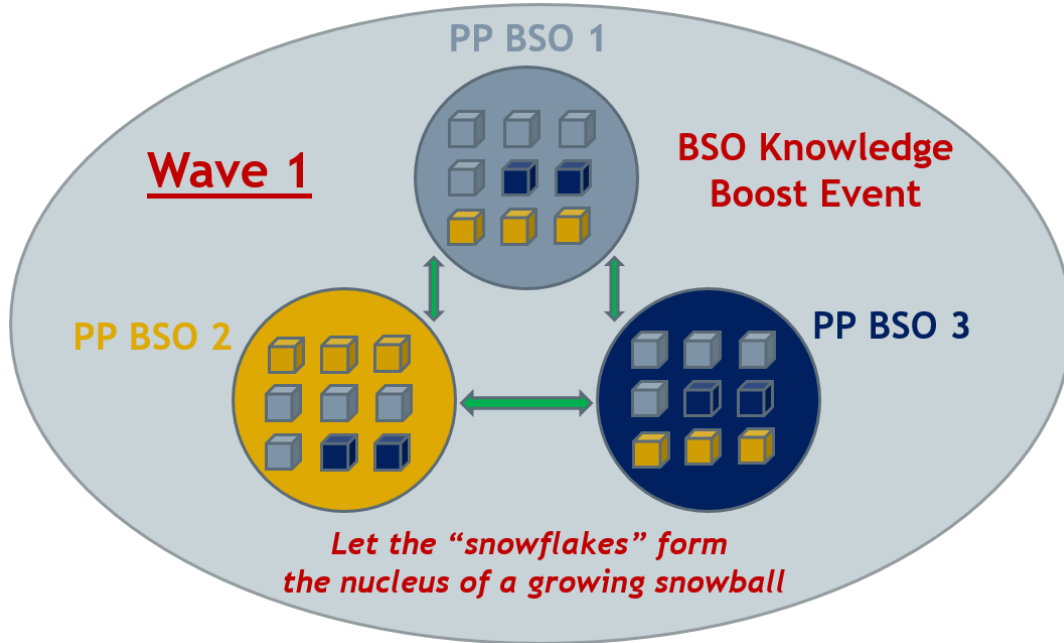 PP BSO 1
Wave 1
BSO Knowledge
Boost Event
PP BSO 2
PP BSO 3
Let the “snowflakes” form
the nucleus of a growing snowball